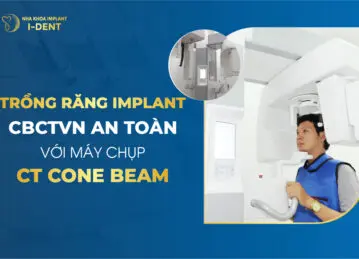 NHA KHOA IMPLANT
I-DENT
TRỒNG RĂNG IMPLANT
CBCTVN AN TOÀN
VỚI MÁY CHỤP
CT CONE BEAM